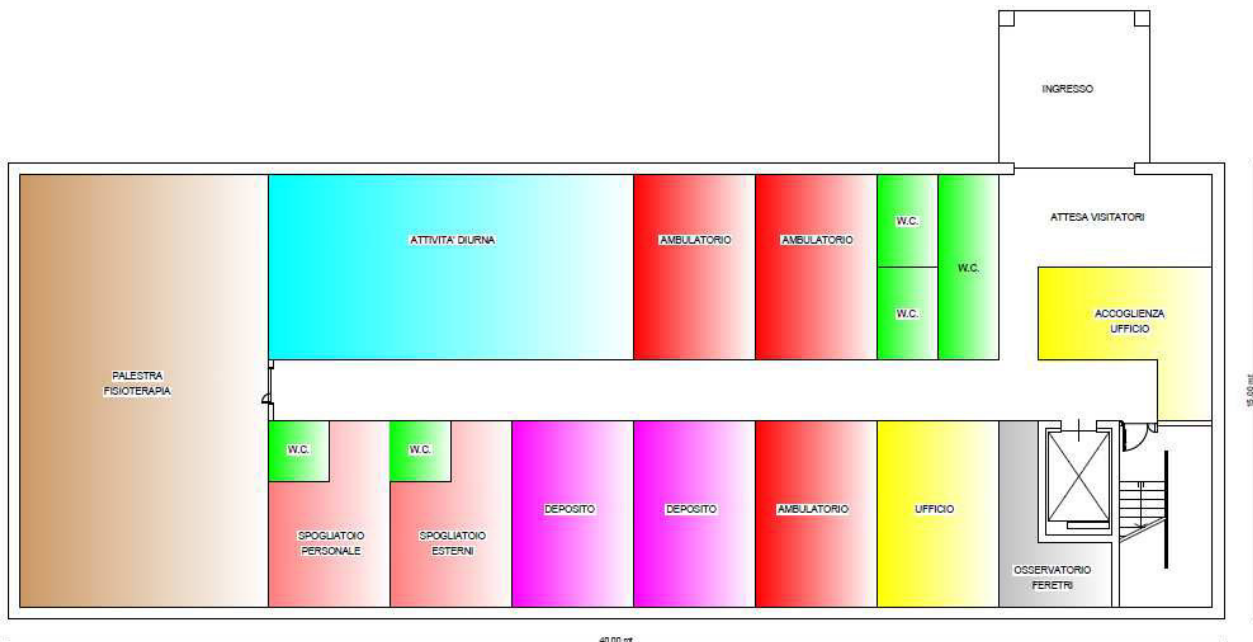 INGRESSO
ATTESA VISITATORI
W.C.
ATTIVITA' DIURNA
AMBULATORIO
AMBULATORIO
W.C.
W.C.
ACCOGLIENZA
UFFICIO
PALESTRA
FISIOTERAPIA
15.00 mt
W.C.
W.C.
DEPOSITO
DEPOSITO
AMBULATORIO
UFFICIO
SPOGLIATOIO
PERSONALE
SPOGLIATOIO
ESTERNI
OSSERVATORIO
FERETRI
40.00 mt